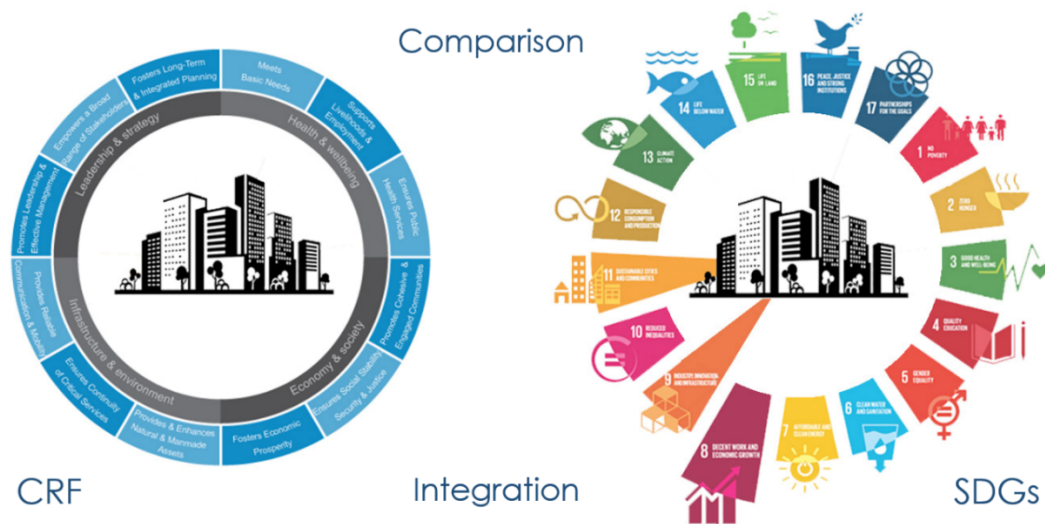 Comparison
Fosters Long-Term
& Integrated Planning
Meets
Basic Needs
Supports
Livelihoods &
Employment
Ensures Public
Health Services
Promotes Cohesive &
Engaged Communities
Ensures Social Stability
Security & Justice
Fosters Economic
Prosperity
Provides & Enhances
Natural & Manmade
Assets
Ensures Continuity
of Critical Services
Provides Reliable
Communication & Mobility
Promotes Leadership &
Effective Management
Empowers a Broad
Range of Stakeholders
Leadership & strategy
Health & wellbeing
Economy & society
Infrastructure & environment
1 NO
POVERTY
2 ZERO
HUNGER
3 GOOD HEALTH
AND WELL-BEING
4 QUALITY
EDUCATION
5 GENDER
EQUALITY
6 CLEAN WATER
AND SANITATION
7 AFFORDABLE AND
CLEAN ENERGY
8 DECENT WORK AND
ECONOMIC GROWTH
9 INDUSTRY, INNOVATION
AND INFRASTRUCTURE
10 REDUCED
INEQUALITIES
11 SUSTAINABLE CITIES
AND COMMUNITIES
12 RESPONSIBLE
CONSUMPTION
AND PRODUCTION
13 CLIMATE
ACTION
14 LIFE
BELOW WATER
15 LIFE
ON LAND
16 PEACE, JUSTICE
AND STRONG
INSTITUTIONS
17 PARTNERSHIPS
FOR THE GOALS
CRF
Integration
SDGs